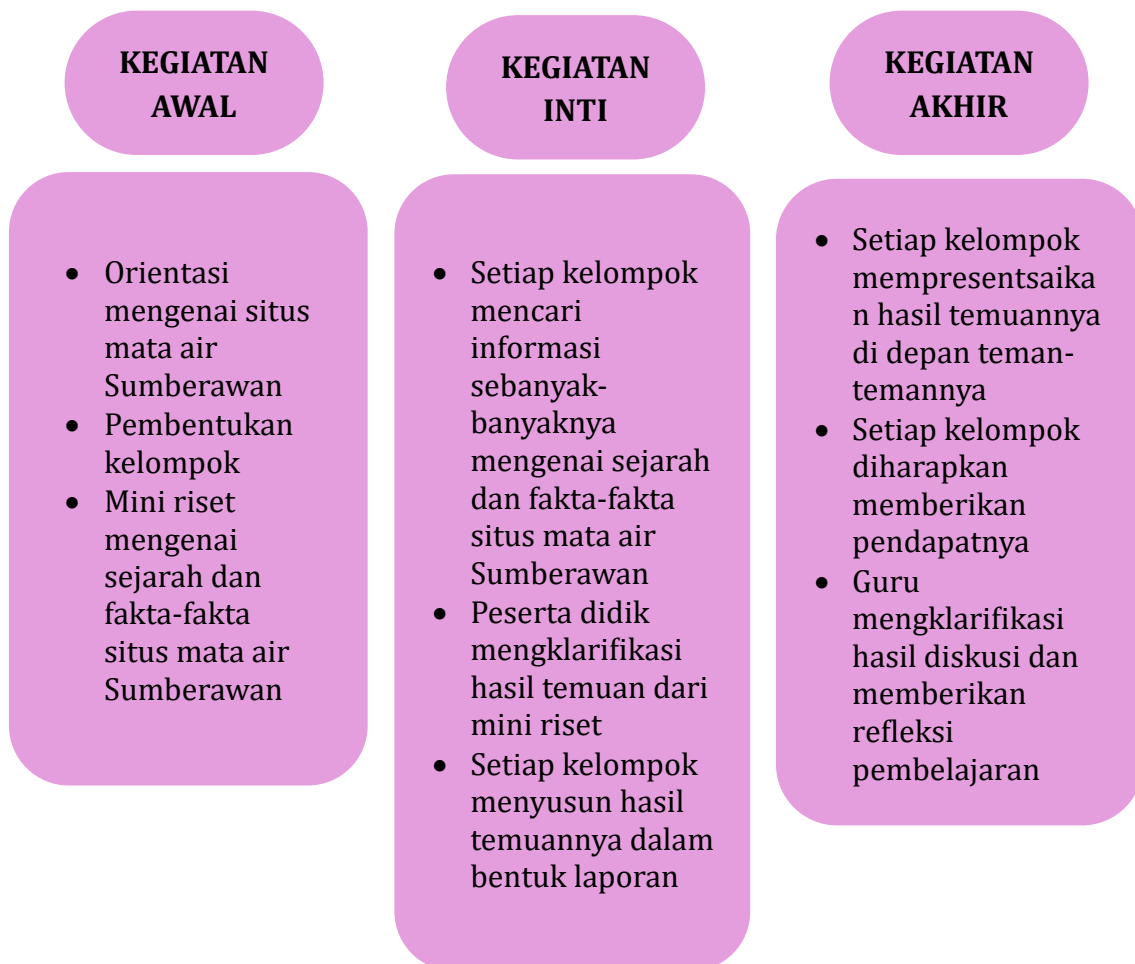 KEGIATAN
AWAL
• Orientasi
mengenai situs
mata air
Sumberawan
• Pembentukan
kelompok
• Mini riset
mengenai
sejarah dan
fakta-fakta
situs mata air
Sumberawan
KEGIATAN
INTI
• Setiap kelompok
mencari
informasi
sebanyak-
banyaknya
mengenai sejarah
dan fakta-fakta
situs mata air
Sumberawan
• Peserta didik
mengklarifikasi
hasil temuan dari
mini riset
• Setiap kelompok
menyusun hasil
temuannya dalam
bentuk laporan
KEGIATAN
AKHIR
• Setiap kelompok
mempresentsaika
n hasil temuannya
di depan teman-
temannya
• Setiap kelompok
diharapkan
memberikan
pendapatnya
• Guru
mengklarifikasi
hasil diskusi dan
memberikan
refleksi
pembelajaran